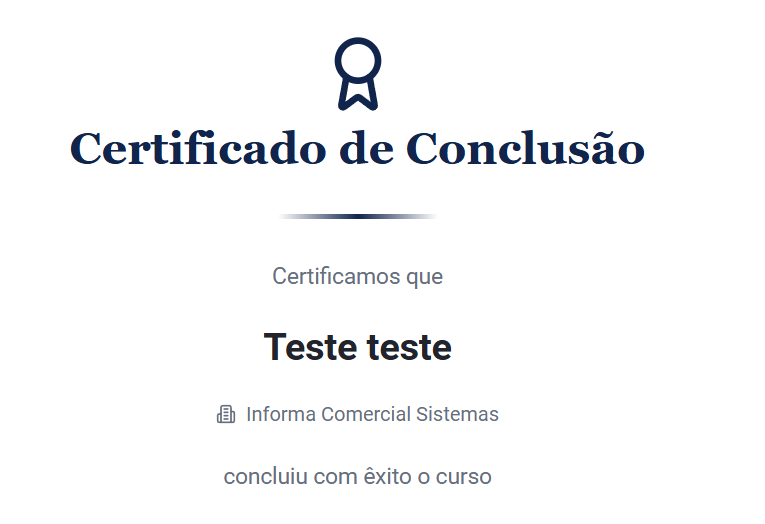 Certificado de Conclusão
Certificamos que
Teste teste
Informa Comercial Sistemas
concluiu com êxito o curso